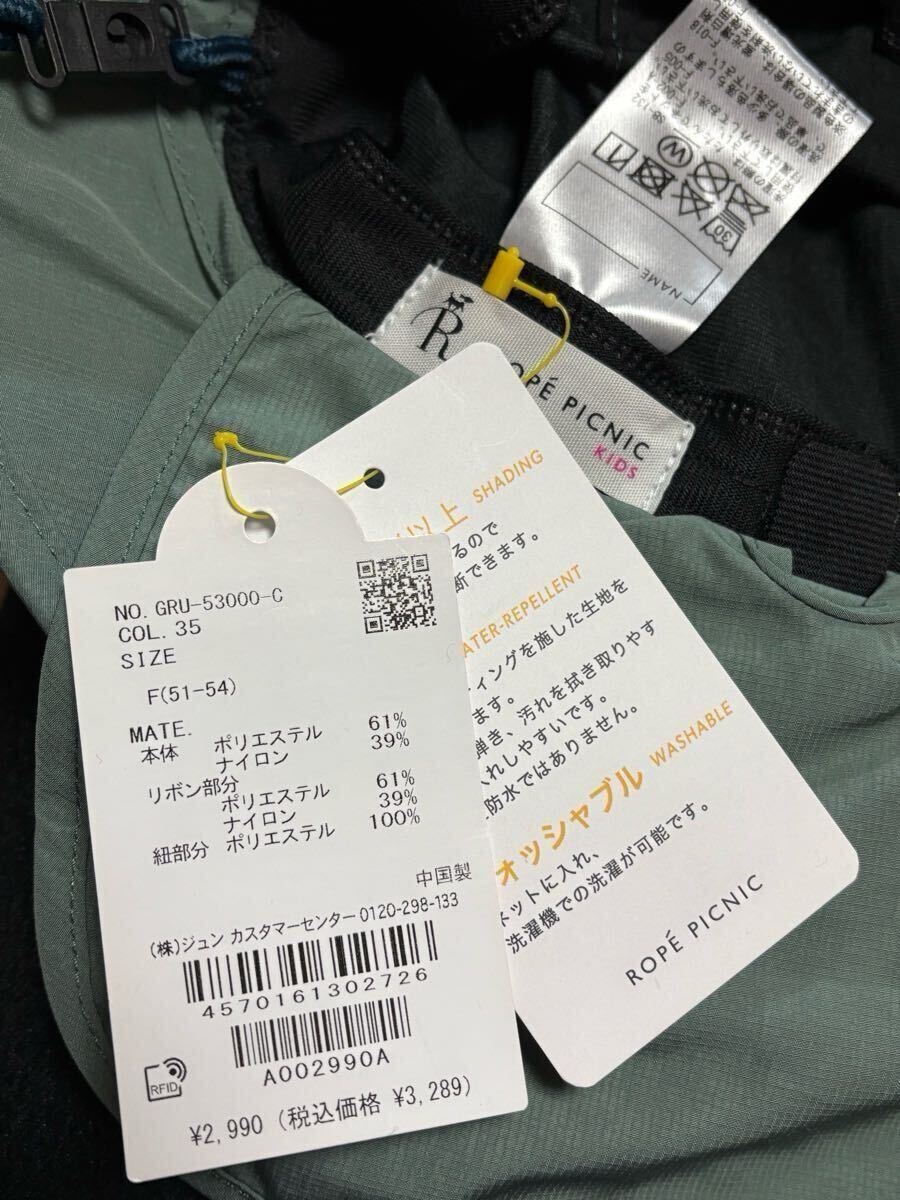 NO. GRU-53000-C
COL. 35
SIZE
F(51-54)
MATE.
本体 ポリエステル 61%
ナイロン 39%
リボン部分
ポリエステル 61%
ナイロン 39%
紐部分 ポリエステル 100%
中国製
(株)ジュン カスタマーセンター 0120-298-133
4570161302726
A002990A
RFID
¥2,990 (税込価格 ¥3,289)
以上 SHADING
るので
断できます。
ATER-REPELLENT
ィングを施した生地を
ます。
弾き、汚れを拭き取りやす
入れしやすいです。
防水ではありません。
ォッシャブル WASHABLE
ネットに入れ、
洗濯機での洗濯が可能です。
ROPÉ PICNIC
R
OPÉ PICNIC
KIDS
NAME
30
W
F-018